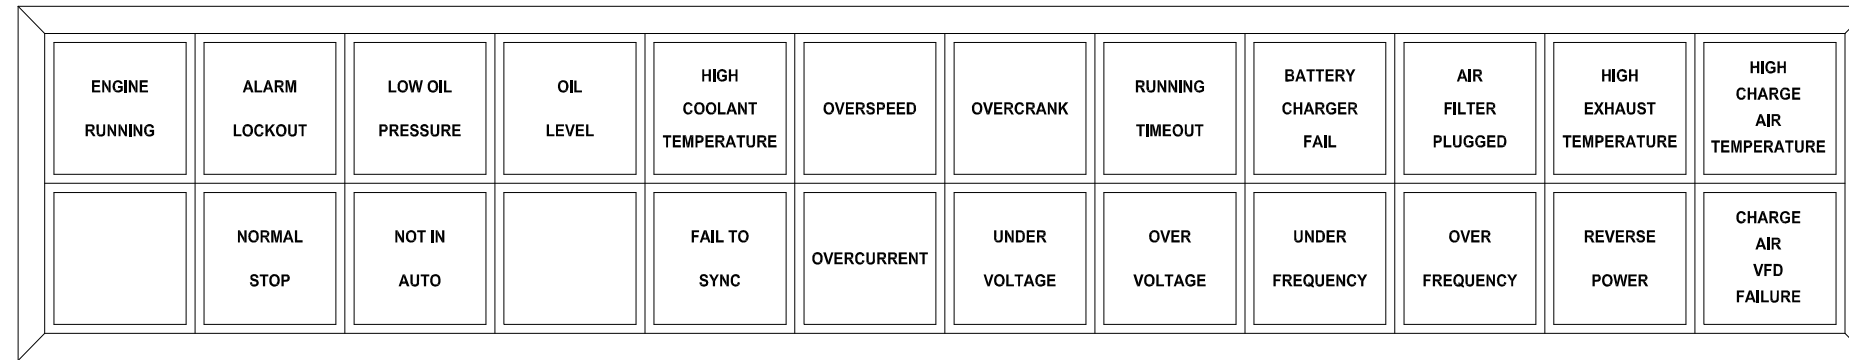 ENGINE
RUNNING
ALARM
LOCKOUT
LOW OIL
PRESSURE
OIL
LEVEL
HIGH
COOLANT
TEMPERATURE
OVERSPEED
OVERCRANK
RUNNING
TIMEOUT
BATTERY
CHARGER
FAIL
AIR
FILTER
PLUGGED
HIGH
EXHAUST
TEMPERATURE
HIGH
CHARGE
AIR
TEMPERATURE
NORMAL
STOP
NOT IN
AUTO
FAIL TO
SYNC
OVERCURRENT
UNDER
VOLTAGE
OVER
VOLTAGE
UNDER
FREQUENCY
OVER
FREQUENCY
REVERSE
POWER
CHARGE
AIR
VFD
FAILURE